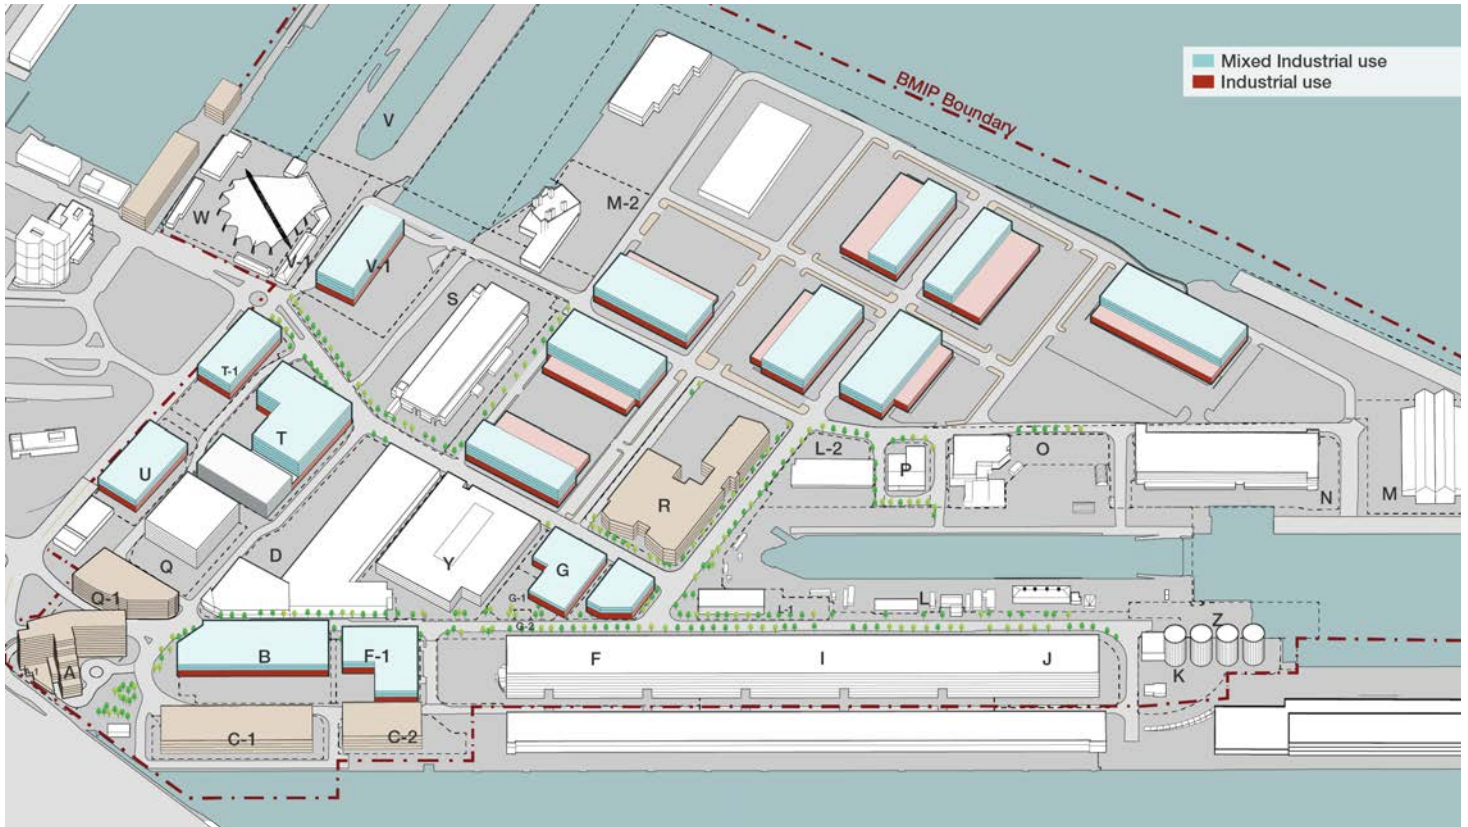 Mixed Industrial use
Industrial use
BMIP Boundary
V
W
M-2
V-1
V-1
S
T-1
T
U
L-2
P
O
N
M
R
D
Q
Y
G
G-1
G-2
Q-1
L-1
L
Z
K
A
B
F-1
F
I
J
C-1
C-2